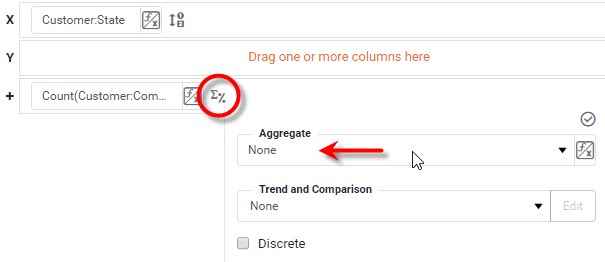 X Customer:State
Y Drag one or more columns here
+ Count(Customer:Com...
Aggregate
None
Trend and Comparison
None Edit
Discrete